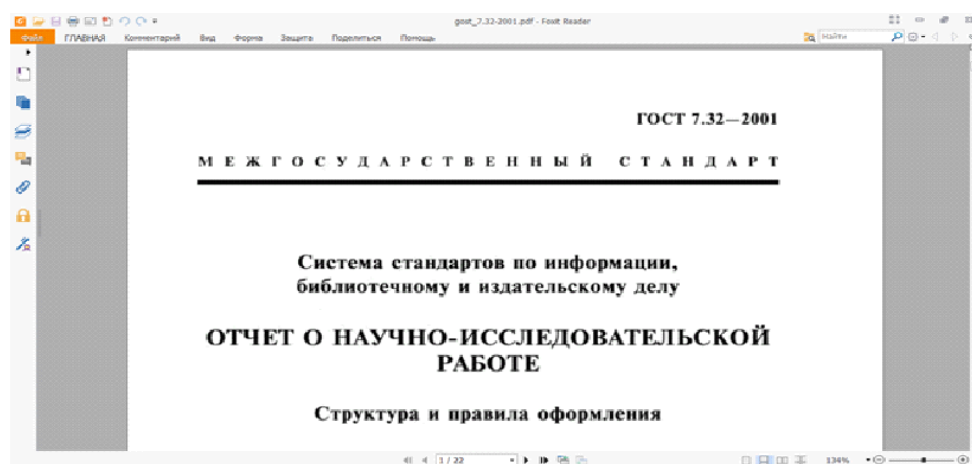 gost_7.32-2001.pdf - Foxit Reader
Файл ГЛАВНАЯ Комментарий Вид Форма Защита Поделиться Помощь Найти
ГОСТ 7.32—2001
МЕЖГОСУДАРСТВЕННЫЙ СТАНДАРТ
Система стандартов по информации,
библиотечному и издательскому делу
ОТЧЕТ О НАУЧНО-ИССЛЕДОВАТЕЛЬСКОЙ
РАБОТЕ
Структура и правила оформления
1 / 22 134%